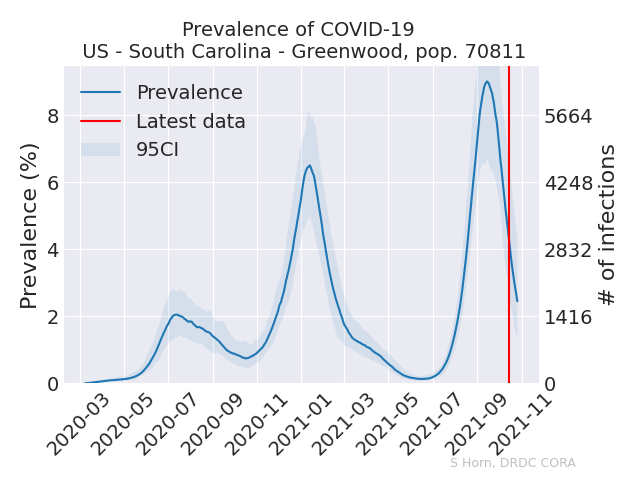 Prevalence of COVID-19
US - South Carolina - Greenwood, pop. 70811
Prevalence
Latest data
95CI
Prevalence (%)
8
6
4
2
0
5664
4248
2832
1416
0
# of infections
2020-03
2020-05
2020-07
2020-09
2020-11
2021-01
2021-03
2021-05
2021-07
2021-09
2021-11
S Horn, DRDC CORA